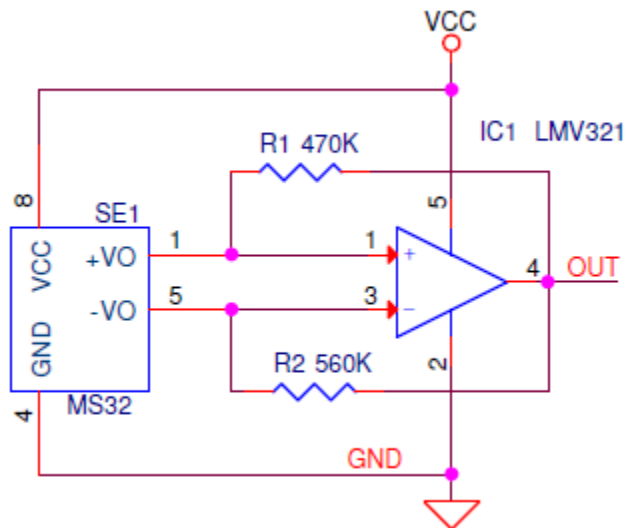 VCC
IC1 LMV321
R1 470K
8
SE1
5
VCC
+VO
1
1
+
4
OUT
-VO
5
3
−
GND
R2 560K
2
4
MS32
GND